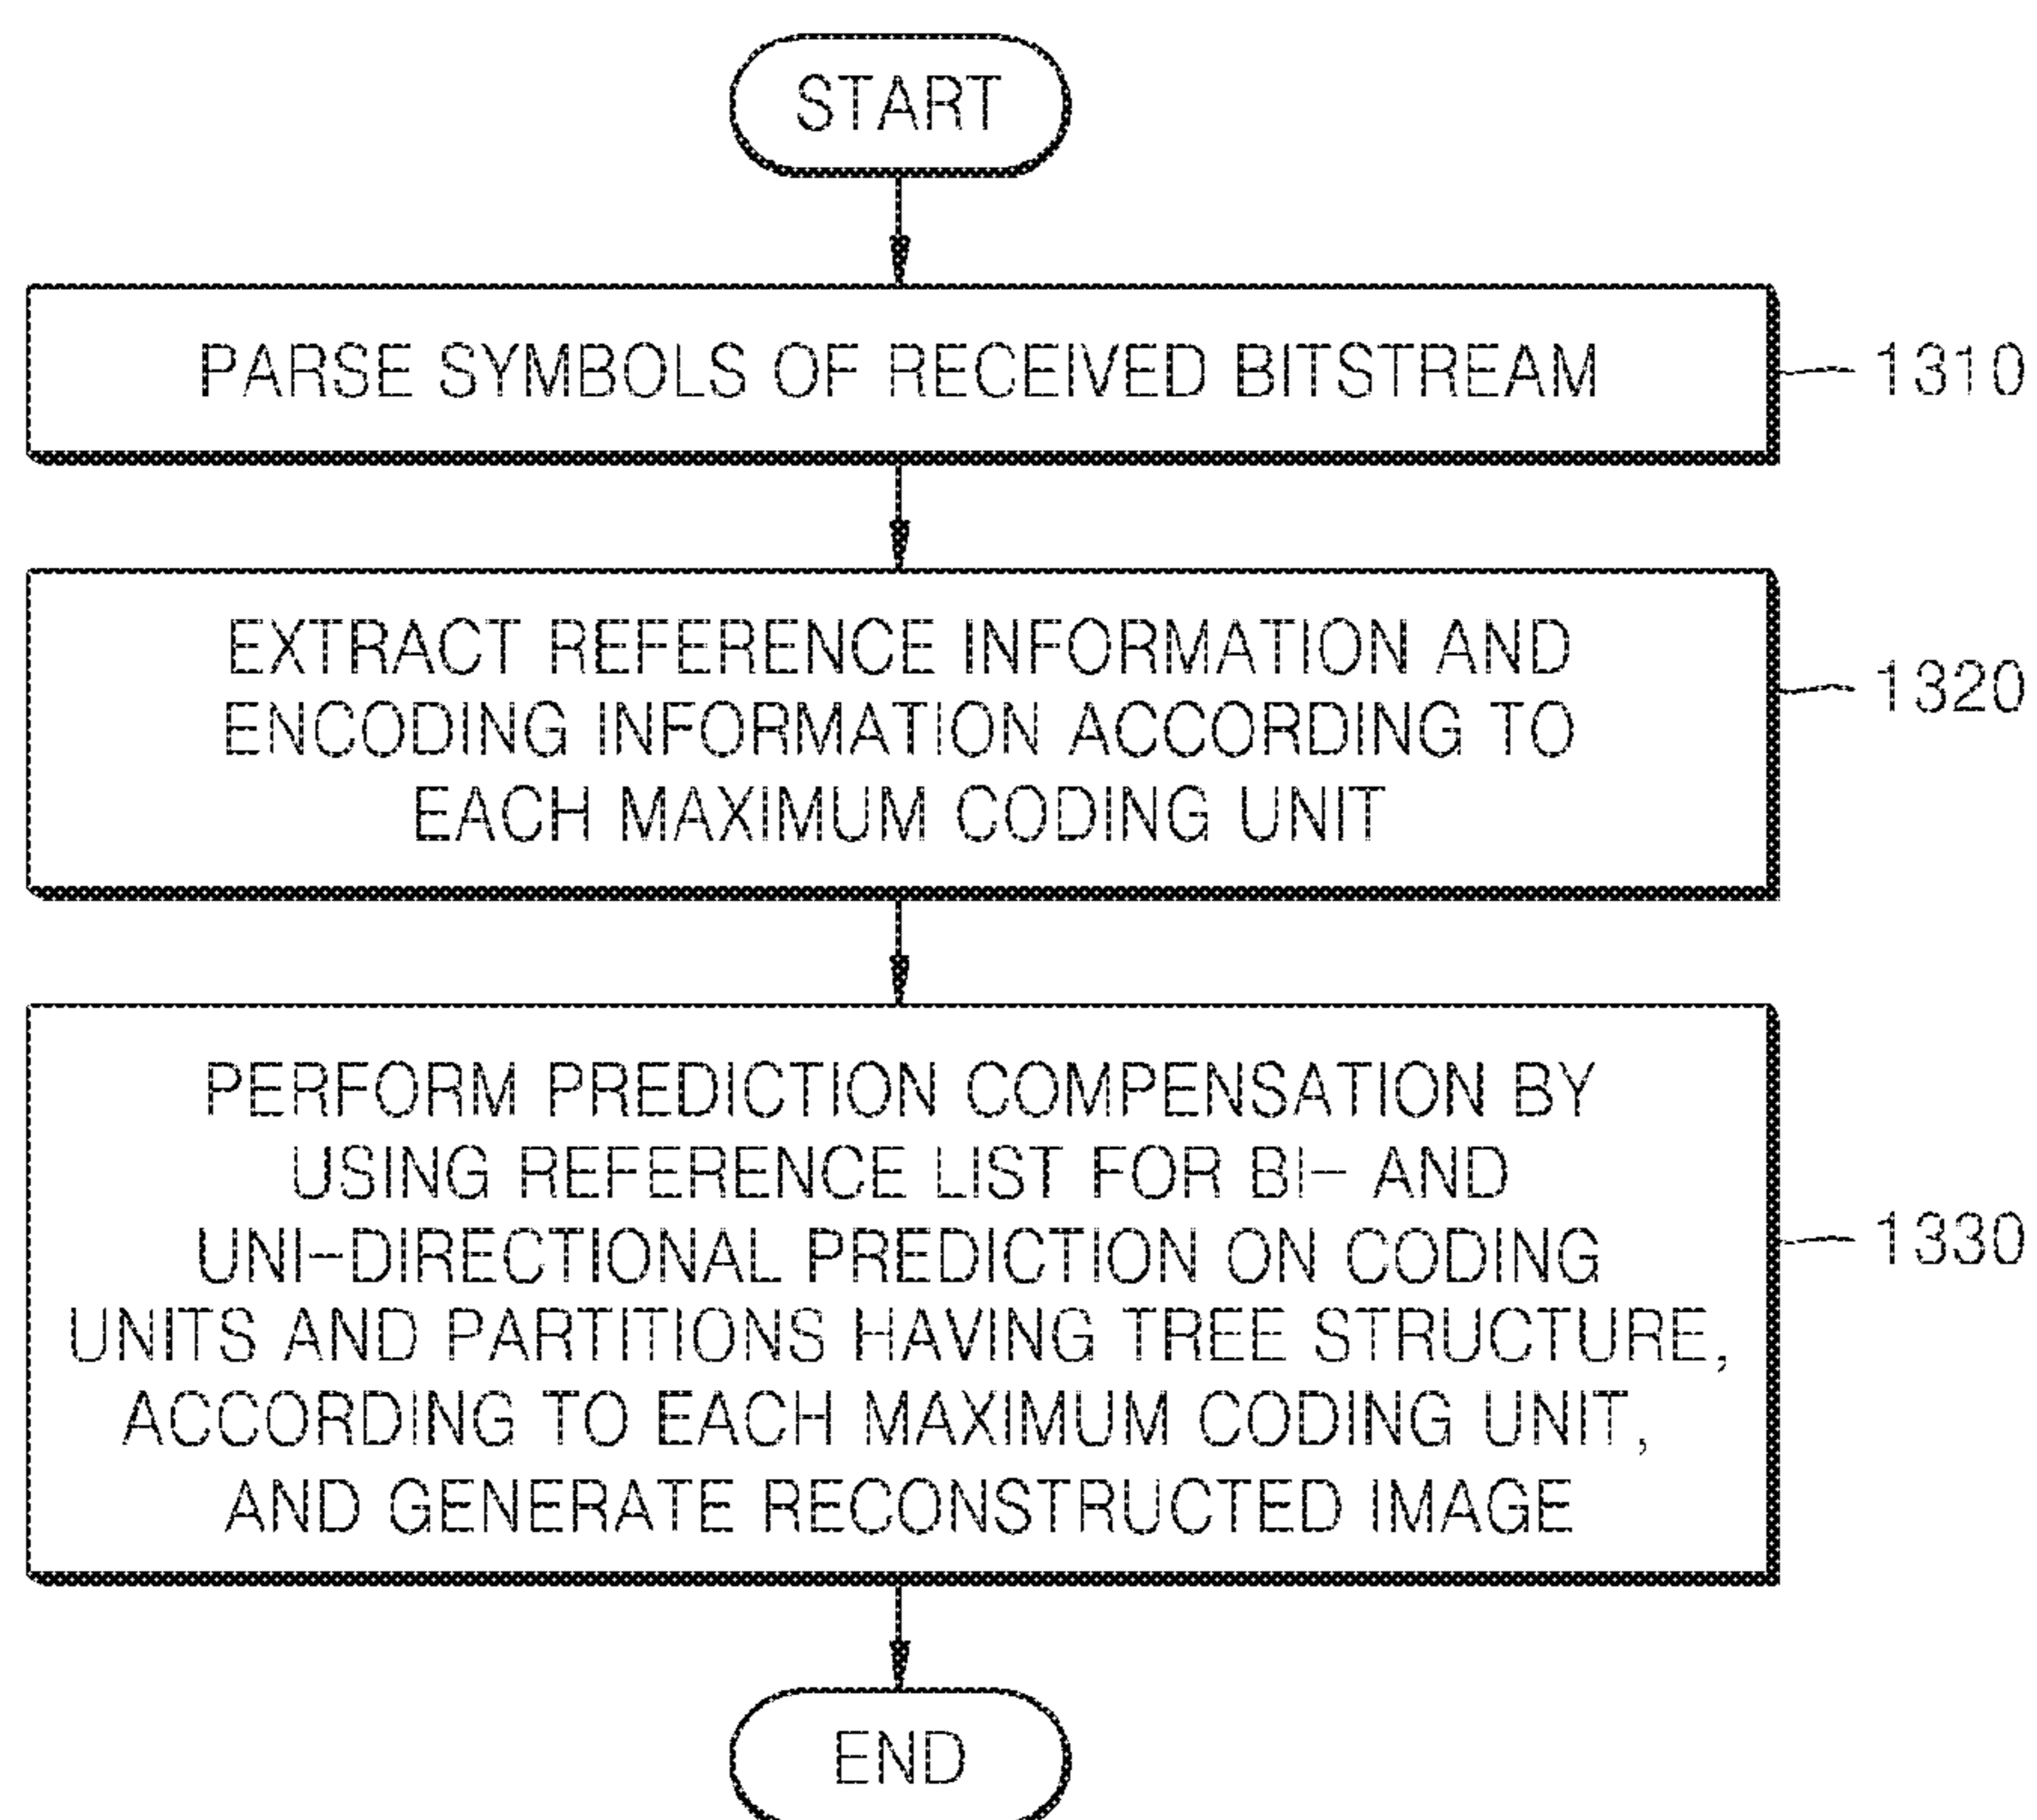 START
PARSE SYMBOLS OF RECEIVED BITSTREAM
1310
EXTRACT REFERENCE INFORMATION AND
ENCODING INFORMATION ACCORDING TO
EACH MAXIMUM CODING UNIT
1320
PERFORM PREDICTION COMPENSATION BY
USING REFERENCE LIST FOR BI- AND
UNI-DIRECTIONAL PREDICTION ON CODING
UNITS AND PARTITIONS HAVING TREE STRUCTURE,
ACCORDING TO EACH MAXIMUM CODING UNIT,
AND GENERATE RECONSTRUCTED IMAGE
1330
END